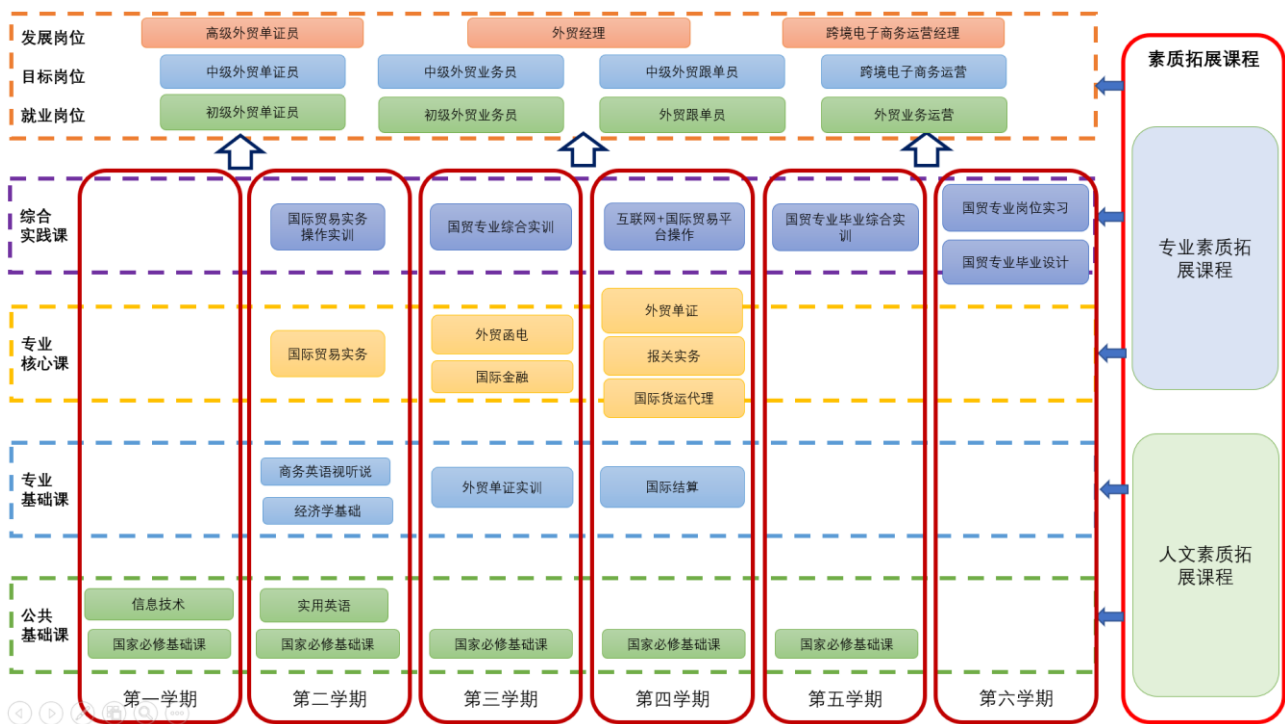 发展岗位
高级外贸单证员
外贸经理
跨境电子商务运营经理
目标岗位
中级外贸单证员
中级外贸业务员
中级外贸跟单员
跨境电子商务运营
就业岗位
初级外贸单证员
初级外贸业务员
外贸跟单员
外贸业务运营
素质拓展课程
专业素质拓
展课程
人文素质拓
展课程
综合
实践课
国际贸易实务
操作实训
国贸专业综合实训
互联网+国际贸易平
台操作
国贸专业毕业综合实
训
国贸专业岗位实习
国贸专业毕业设计
专业
核心课
国际贸易实务
外贸函电
国际金融
外贸单证
报关实务
国际货运代理
专业
基础课
商务英语视听说
经济学基础
外贸单证实训
国际结算
公共
基础课
信息技术
实用英语
国家必修基础课
国家必修基础课
国家必修基础课
国家必修基础课
国家必修基础课
第一学期
第二学期
第三学期
第四学期
第五学期
第六学期